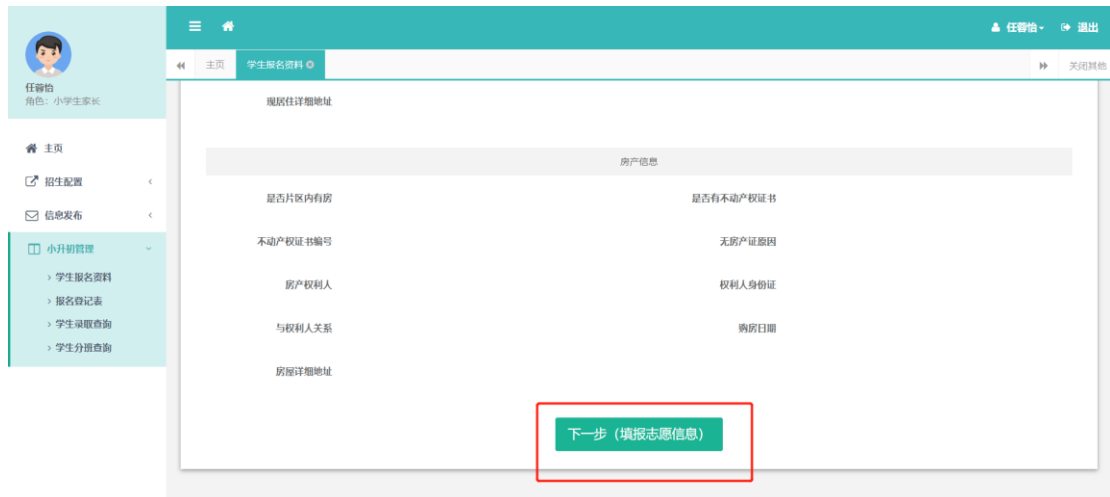 任蓉怡 退出
主页 学生报名资料 关闭其他
任蓉怡
角色：小学生家长
主页
招生配置
信息发布
小升初管理
学生报名资料
报名登记表
学生录取查询
学生分班查询
现居住详细地址
房产信息
是否片区内有房 是否有不动产权证书
不动产权证书编号 无房产证原因
房产权利人 权利人身份证
与权利人关系 购房日期
房屋详细地址
下一步（填报志愿信息）